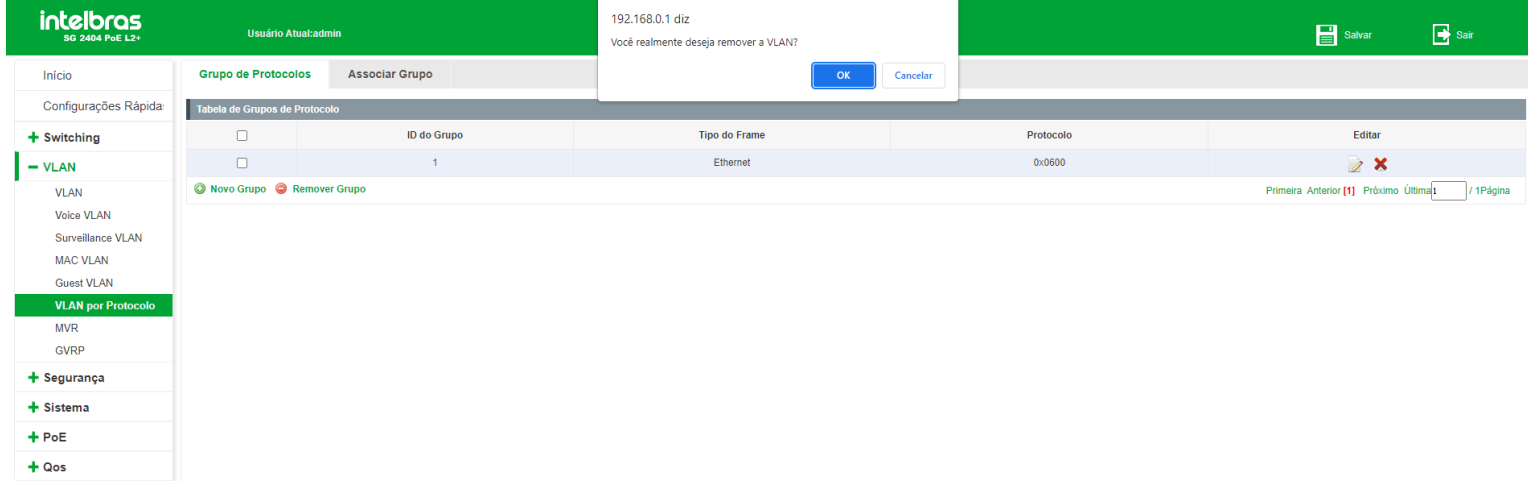 intelbras
SG 2404 PoE L2+
Usuário Atual:admin
192.168.0.1 diz
Você realmente deseja remover a VLAN?
OK
Cancelar
Salvar
Sair
Início
Configurações Rápida
Switching
VLAN
VLAN
Voice VLAN
Surveillance VLAN
MAC VLAN
Guest VLAN
VLAN por Protocolo
MVR
GVRP
Segurança
Sistema
PoE
Qos
Grupo de Protocolos
Associar Grupo
Tabela de Grupos de Protocolo
ID do Grupo Tipo do Frame Protocolo Editar
1 Ethernet 0x0600
Novo Grupo Remover Grupo
Primeira Anterior [1] Próximo Última 1 / 1Página